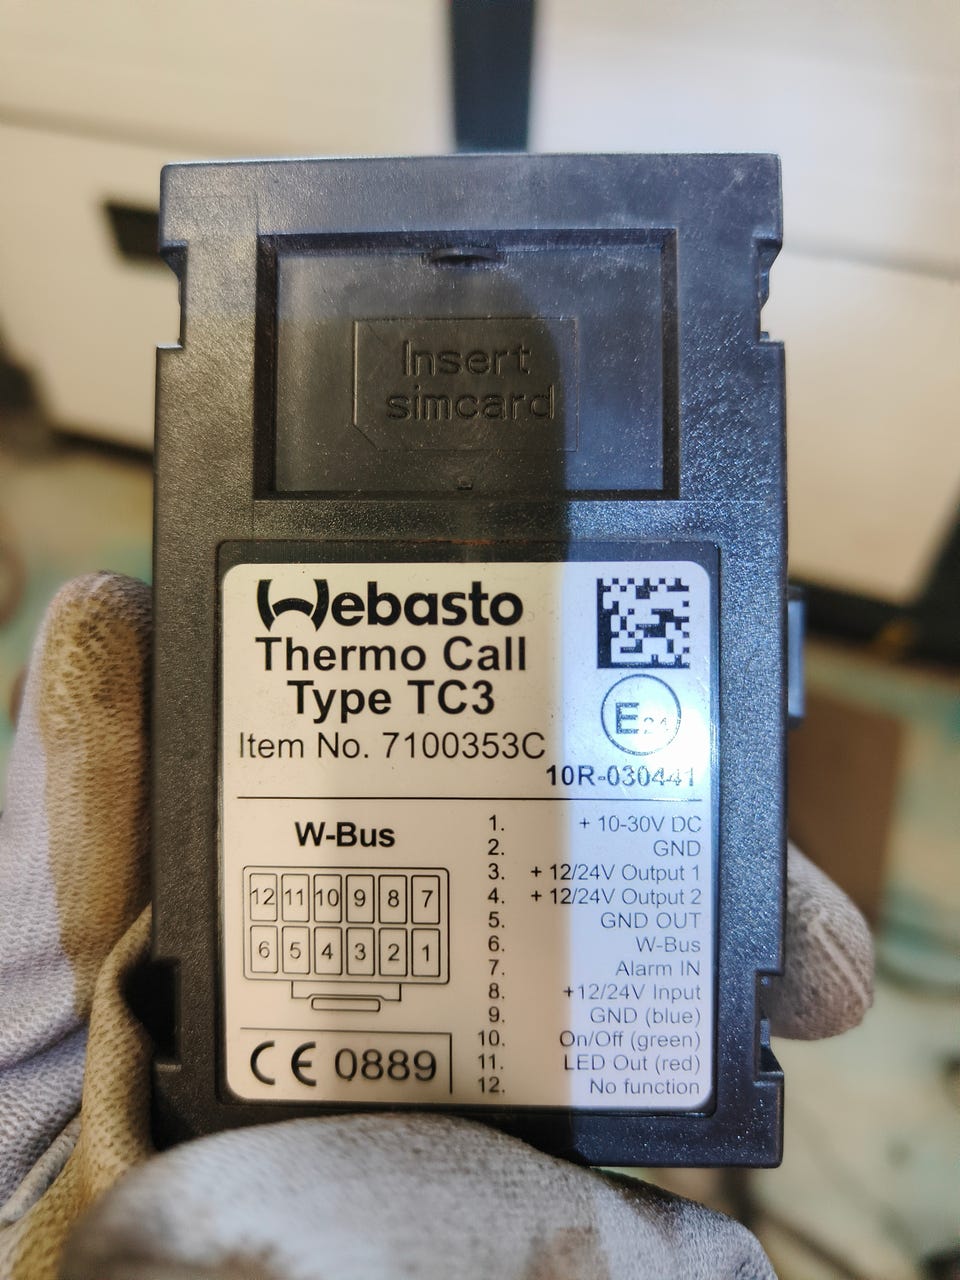 Insert
simcard
Webasto
Thermo Call
Type TC3
Item No. 7100353C
E24
10R-030441
W-Bus
12 11 10 9 8 7
6 5 4 3 2 1
1. + 10-30V DC
2. GND
3. + 12/24V Output 1
4. + 12/24V Output 2
5. GND OUT
6. W-Bus
7. Alarm IN
8. +12/24V Input
9. GND (blue)
10. On/Off (green)
11. LED Out (red)
12. No function
CE 0889